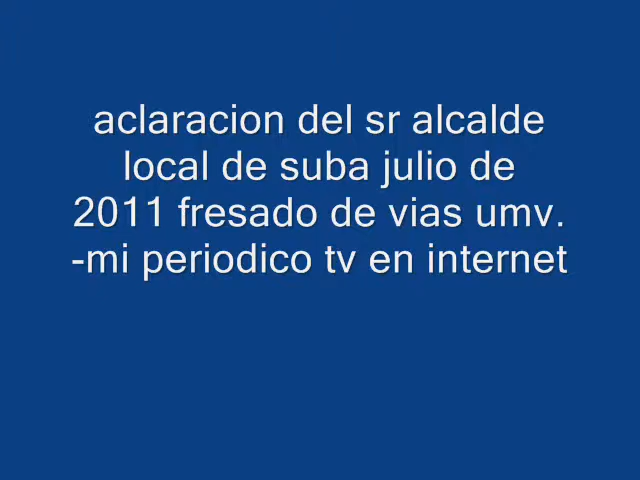 aclaracion del sr alcalde
local de suba julio de
2011 fresado de vias umv.
-mi periodico tv en internet